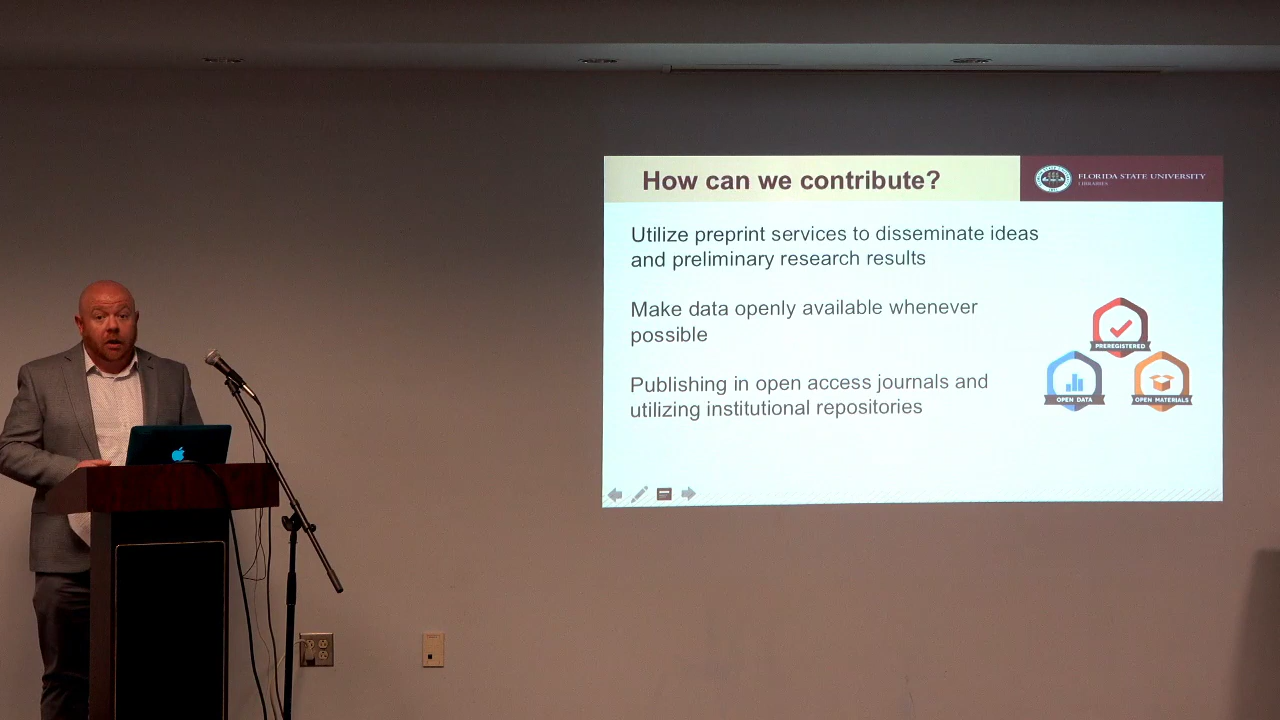 How can we contribute?
FLORIDA STATE UNIVERSITY
LIBRARIES
Utilize preprint services to disseminate ideas
and preliminary research results
Make data openly available whenever
possible
Publishing in open access journals and
utilizing institutional repositories
PREREGISTERED
OPEN DATA
OPEN MATERIALS